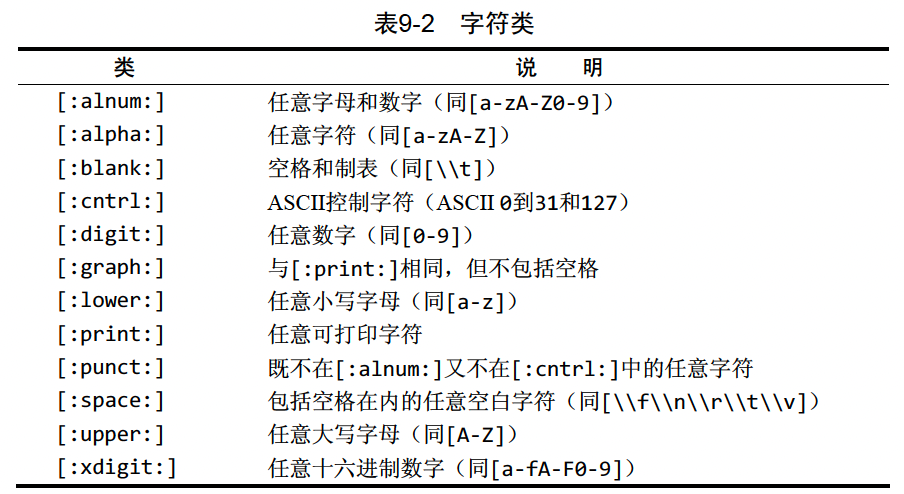 表9-2 字符类
类 说 明
[:alnum:] 任意字母和数字（同[a-zA-Z0-9]）
[:alpha:] 任意字符（同[a-zA-Z]）
[:blank:] 空格和制表（同[\\t]）
[:cntrl:] ASCII控制字符（ASCII 0到31和127）
[:digit:] 任意数字（同[0-9]）
[:graph:] 与[:print:]相同，但不包括空格
[:lower:] 任意小写字母（同[a-z]）
[:print:] 任意可打印字符
[:punct:] 既不在[:alnum:]又不在[:cntrl:]中的任意字符
[:space:] 包括空格在内的任意空白字符（同[\\f\\n\\r\\t\\v]）
[:upper:] 任意大写字母（同[A-Z]）
[:xdigit:] 任意十六进制数字（同[a-fA-F0-9]）